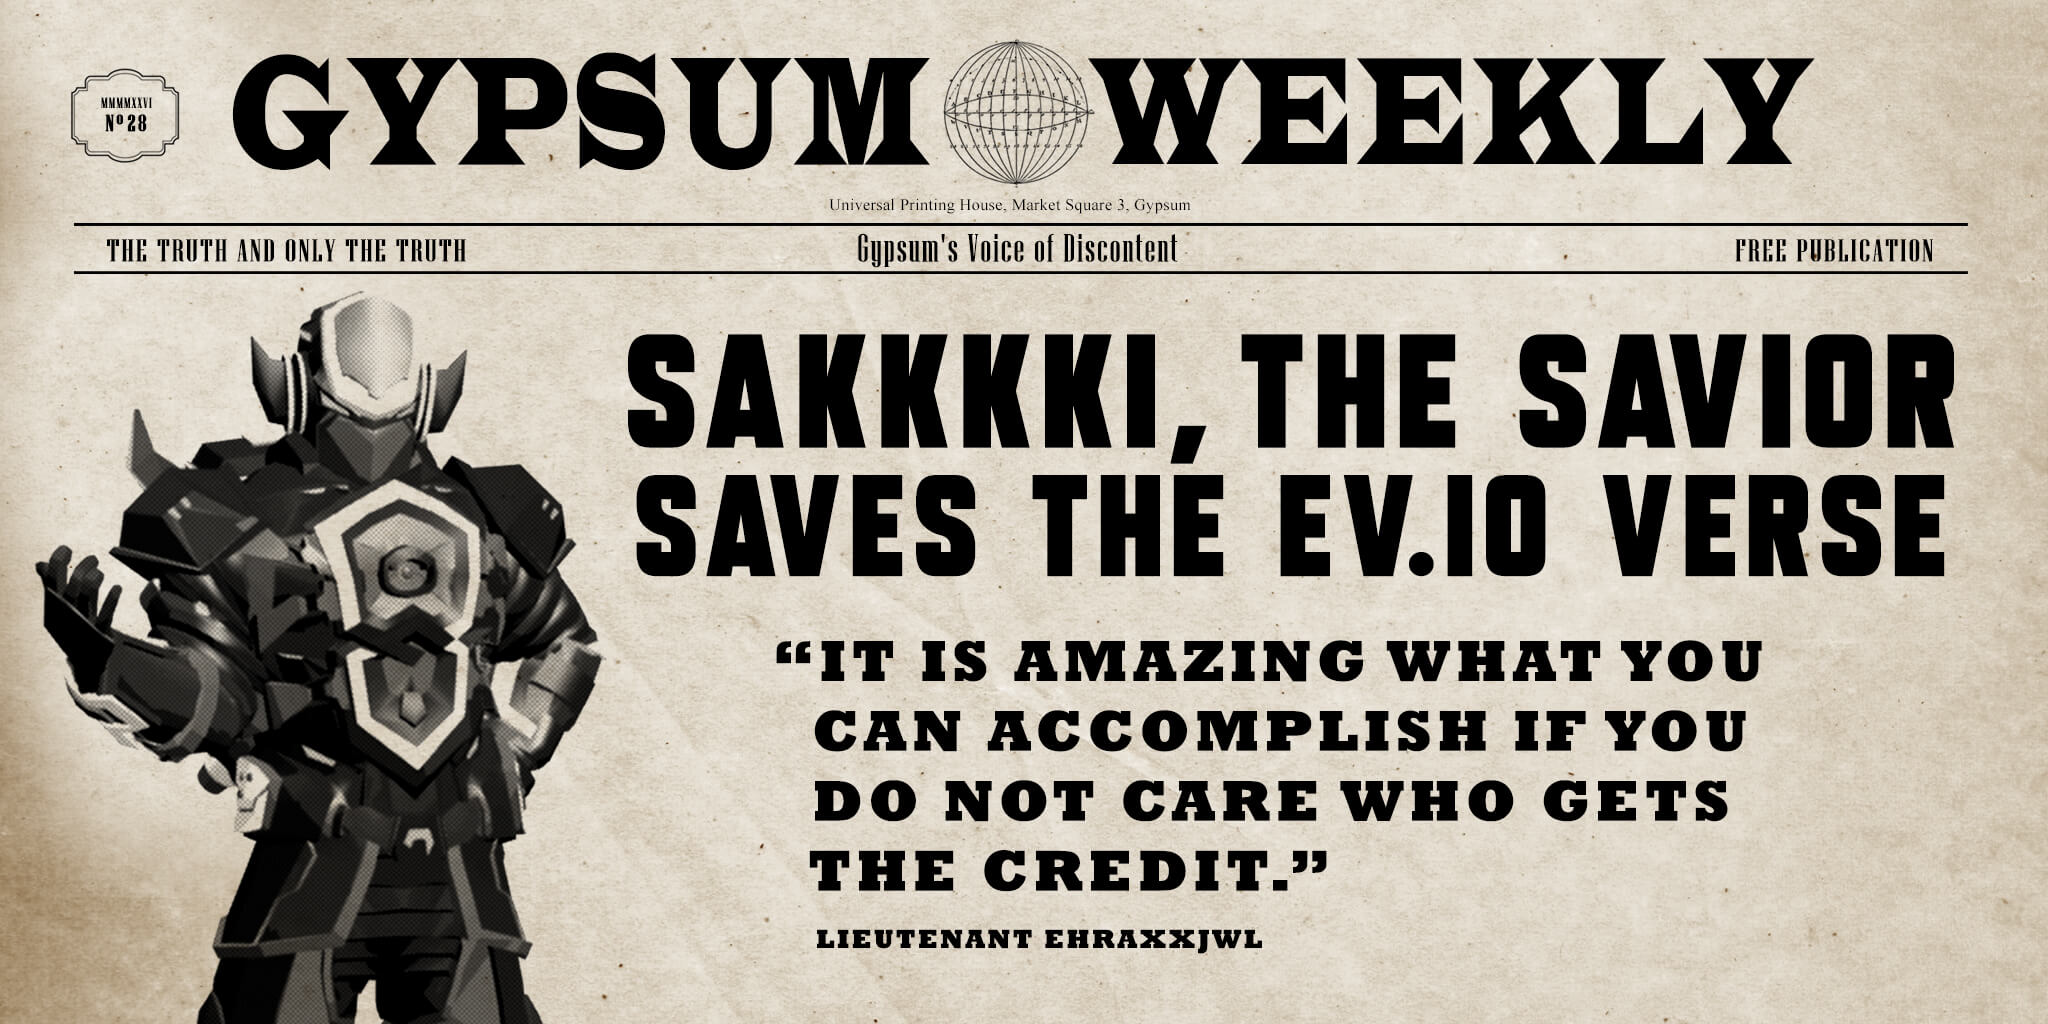 MMMMXXVI
Nº 28
GYPSUM WEEKLY
Universal Printing House, Market Square 3, Gypsum
THE TRUTH AND ONLY THE TRUTH
Gypsum's Voice of Discontent
FREE PUBLICATION
SAKKKKI, THE SAVIOR
SAVES THE EV.IO VERSE
“IT IS AMAZING WHAT YOU
CAN ACCOMPLISH IF YOU
DO NOT CARE WHO GETS
THE CREDIT.”
LIEUTENANT EHRAXXJWL